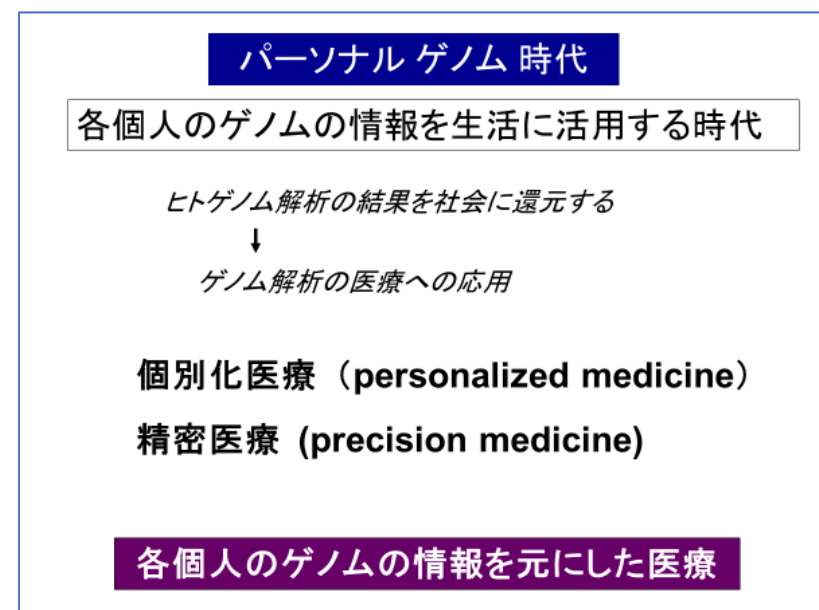 パーソナル ゲノム 時代
各個人のゲノムの情報を生活に活用する時代
ヒトゲノム解析の結果を社会に還元する
↓
ゲノム解析の医療への応用
個別化医療（personalized medicine）
精密医療 (precision medicine)
各個人のゲノムの情報を元にした医療